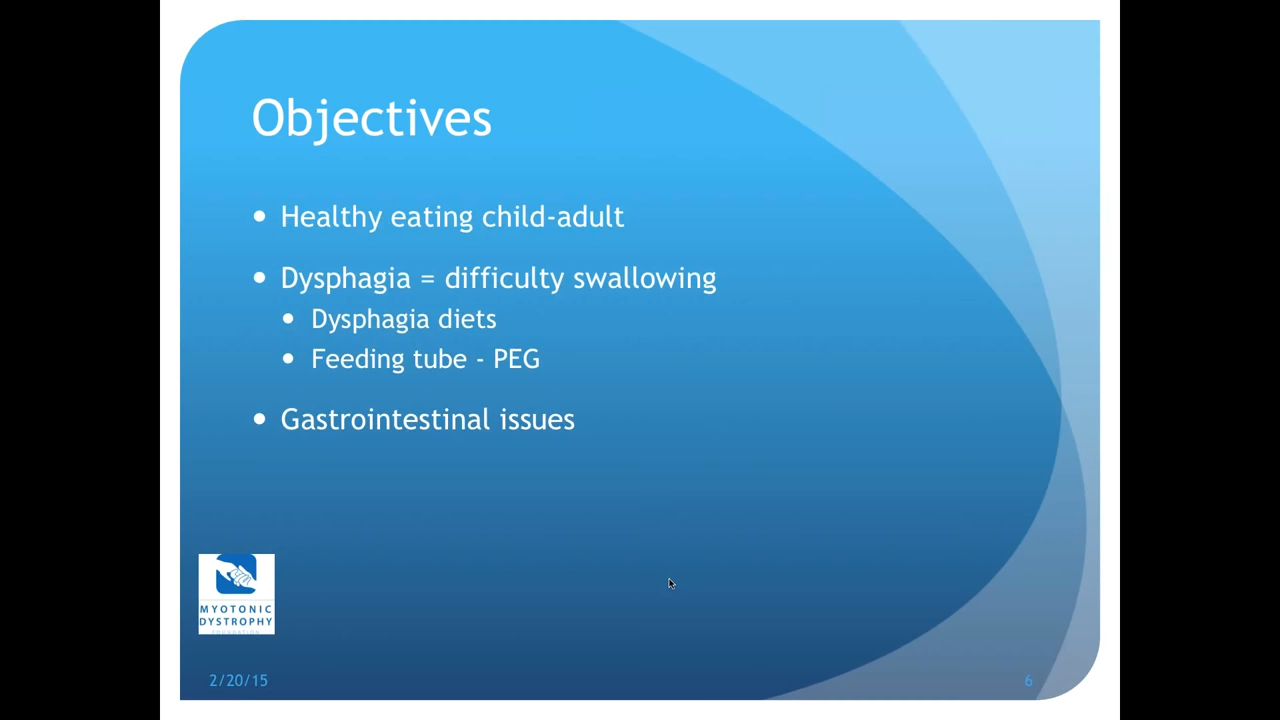 Objectives
• Healthy eating child-adult
• Dysphagia = difficulty swallowing
• Dysphagia diets
• Feeding tube - PEG
• Gastrointestinal issues
MYOTONIC
DYSTROPHY
FOUNDATION
2/20/15
6